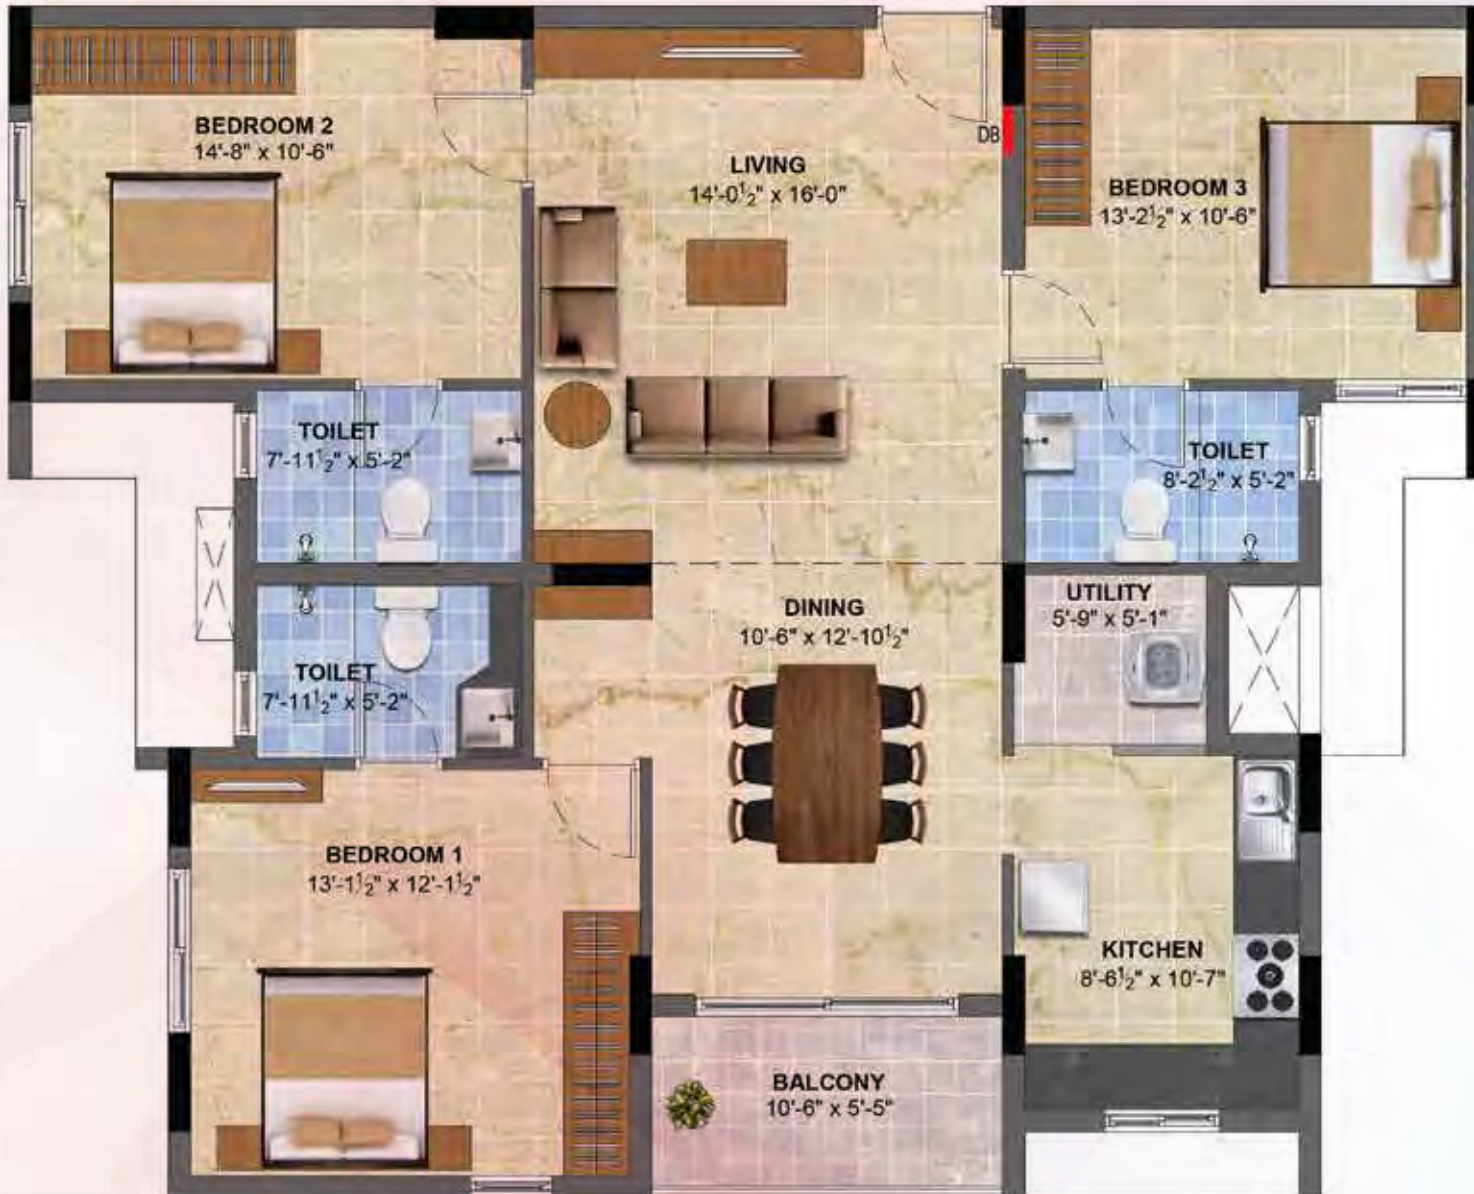 BEDROOM 2
14'-8" x 10'-6"
LIVING
14'-0½" x 16'-0"
DB
BEDROOM 3
13'-2½" x 10'-6"
TOILET
7'-11½" x 5'-2"
TOILET
8'-2½" x 5'-2"
DINING
10'-6" x 12'-10½"
UTILITY
5'-9" x 5'-1"
TOILET
7'-11½" x 5'-2"
BEDROOM 1
13'-1½" x 12'-1½"
KITCHEN
8'-6½" x 10'-7"
BALCONY
10'-6" x 5'-5"